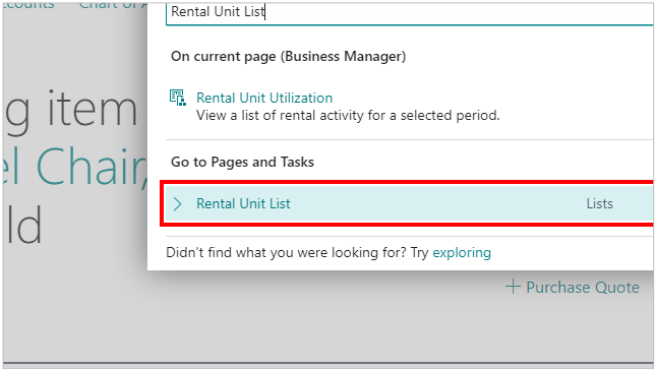 Chart of
Rental Unit List
On current page (Business Manager)
Rental Unit Utilization
View a list of rental activity for a selected period.
g item
Go to Pages and Tasks
Chair,
Rental Unit List Lists
ld
Didn't find what you were looking for? Try exploring
+ Purchase Quote